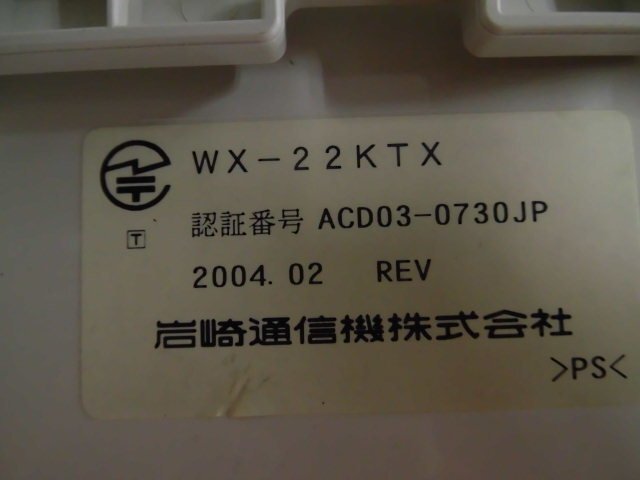 WX-22KTX
認証番号 ACD03-0730JP
T
2004.02 REV
岩崎通信機株式会社
>PS<